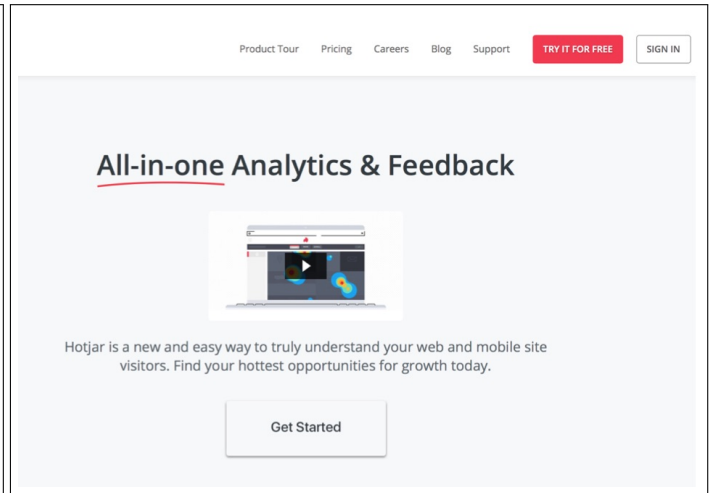 Product Tour Pricing Careers Blog Support TRY IT FOR FREE SIGN IN
All-in-one Analytics & Feedback
Hotjar is a new and easy way to truly understand your web and mobile site
visitors. Find your hottest opportunities for growth today.
Get Started